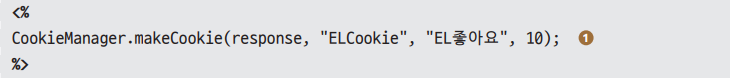 <%
CookieManager.makeCookie(response, "ELCookie", "EL좋아요", 10); ❶
%>